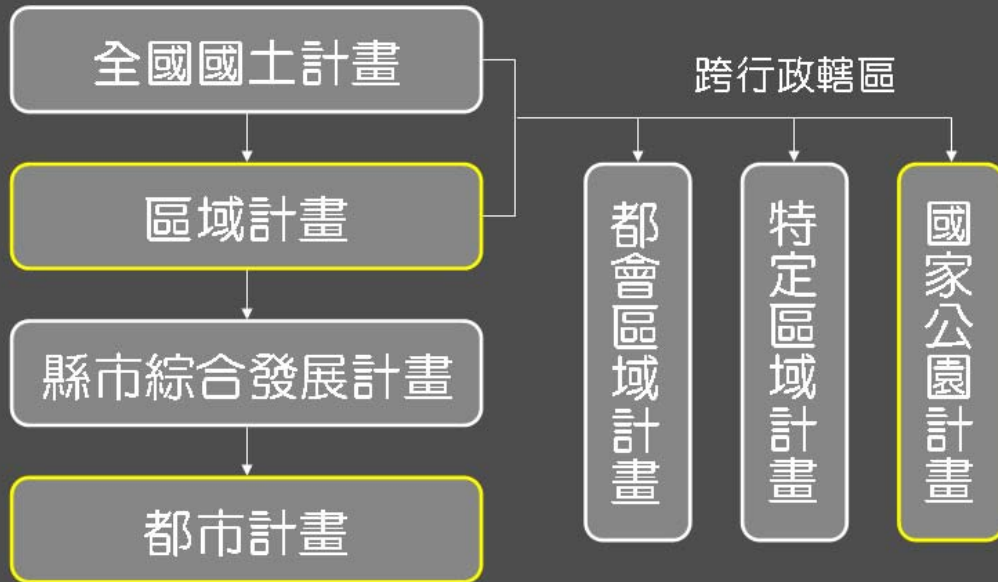 全國國土計畫
跨行政轄區
區域計畫
縣市綜合發展計畫
都市計畫
都會區域計畫
特定區域計畫
國家公園計畫